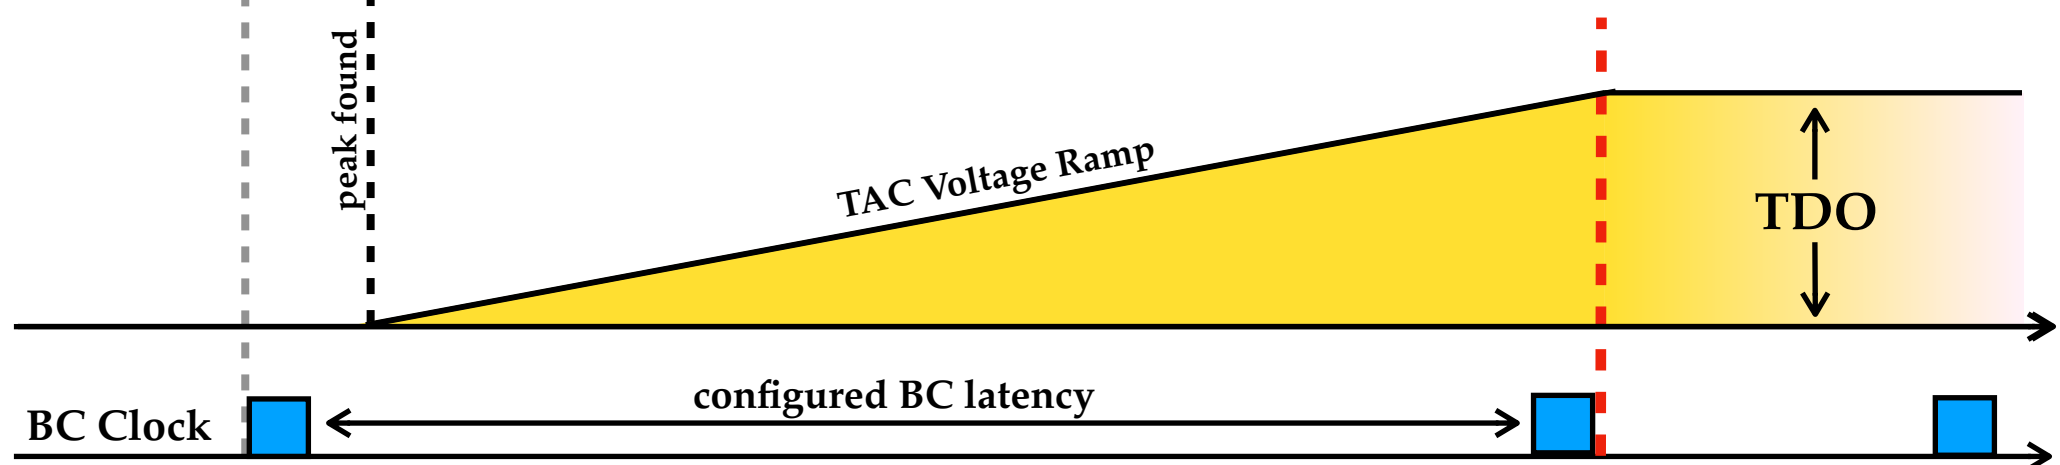 peak found
TAC Voltage Ramp
TDO
configured BC latency
BC Clock